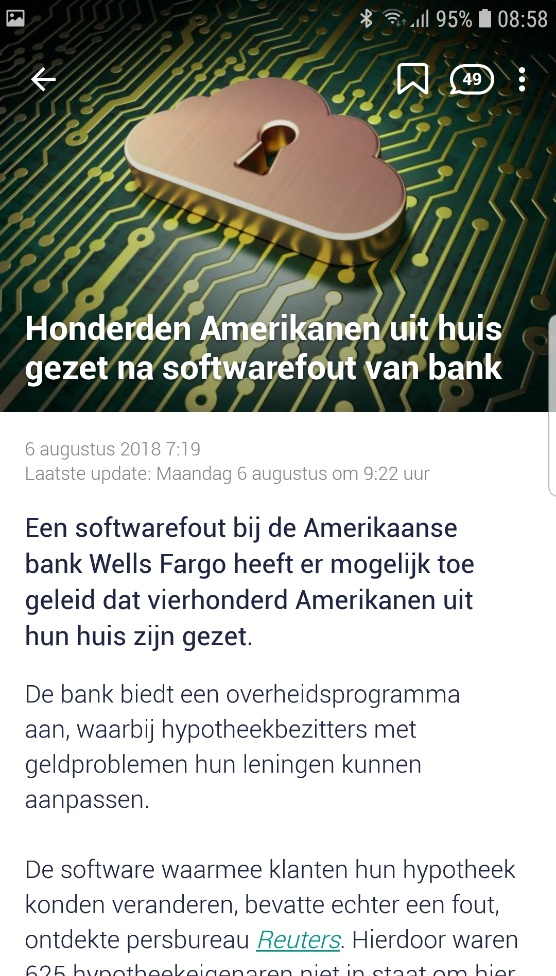 95% 08:58
49
Honderden Amerikanen uit huis
gezet na softwarefout van bank
6 augustus 2018 7:19
Laatste update: Maandag 6 augustus om 9:22 uur
Een softwarefout bij de Amerikaanse
bank Wells Fargo heeft er mogelijk toe
geleid dat vierhonderd Amerikanen uit
hun huis zijn gezet.
De bank biedt een overheidsprogramma
aan, waarbij hypotheekbezitters met
geldproblemen hun leningen kunnen
aanpassen.
De software waarmee klanten hun hypotheek
konden veranderen, bevatte echter een fout,
ontdekte persbureau Reuters. Hierdoor waren
625 hypotheekeigenaren niet in staat om hier